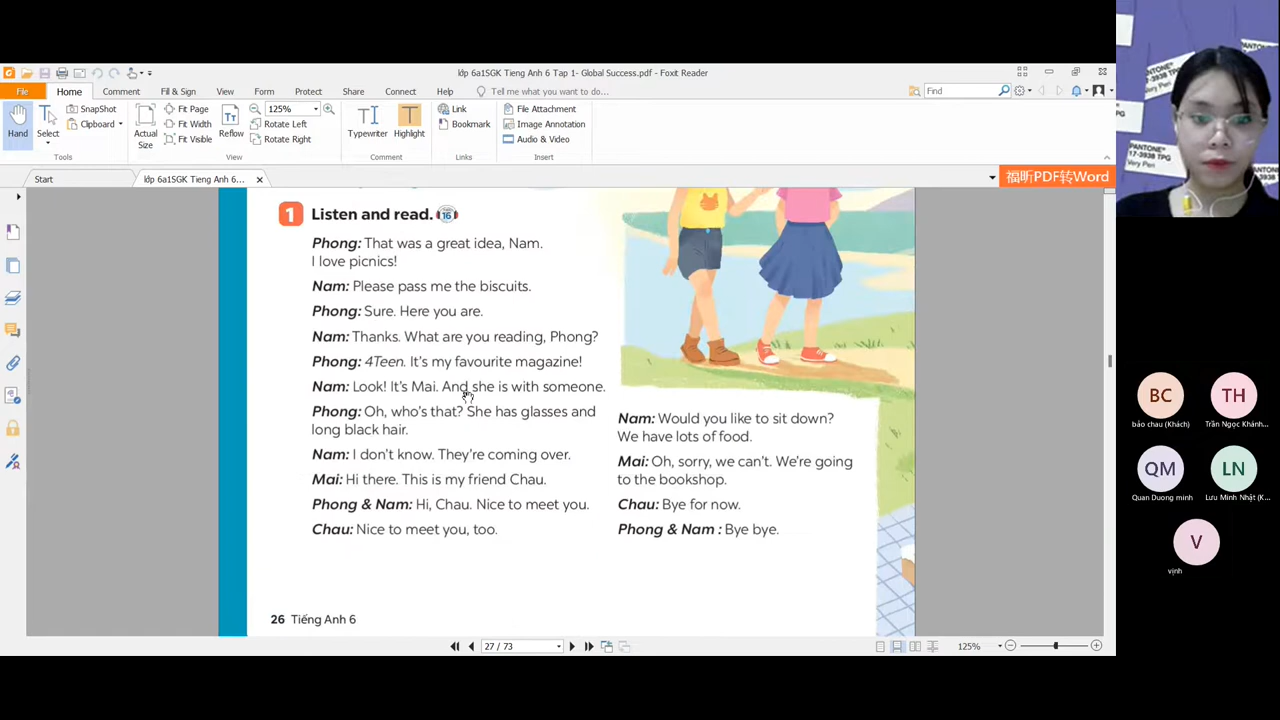 lớp 6a1SGK Tieng Anh 6 Tap 1- Global Success.pdf - Foxit Reader
File Home Comment View Form Protect Share Connect Help Tell me what you want to do...
Fill & Sign
Find
Hand
Select
SnapShot
Clipboard
Tools
Actual Size
Fit Page
Fit Width
Fit Visible
Reflow
125%
Rotate Left
Rotate Right
View
Typewriter
Highlight
Comment
Link
Bookmark
Links
File Attachment
Image Annotation
Audio & Video
Insert
Start
lớp 6a1SGK Tieng Anh 6...
福昕PDF转Word
1 Listen and read. 16
Phong: That was a great idea, Nam.
I love picnics!
Nam: Please pass me the biscuits.
Phong: Sure. Here you are.
Nam: Thanks. What are you reading, Phong?
Phong: 4Teen. It's my favourite magazine!
Nam: Look! It's Mai. And she is with someone.
Phong: Oh, who's that? She has glasses and
long black hair.
Nam: I don't know. They're coming over.
Mai: Hi there. This is my friend Chau.
Phong & Nam: Hi, Chau. Nice to meet you.
Chau: Nice to meet you, too.
Nam: Would you like to sit down?
We have lots of food.
Mai: Oh, sorry, we can't. We're going
to the bookshop.
Chau: Bye for now.
Phong & Nam : Bye bye.
26 Tiếng Anh 6
27 / 73
125%
PANTONE
17-3938 TPG
Very Peri
BC
bảo chau (Khách)
TH
Trần Ngọc Khánh...
QM
Quan Duong minh
LN
Lưu Minh Nhật (K...
V
vịnh